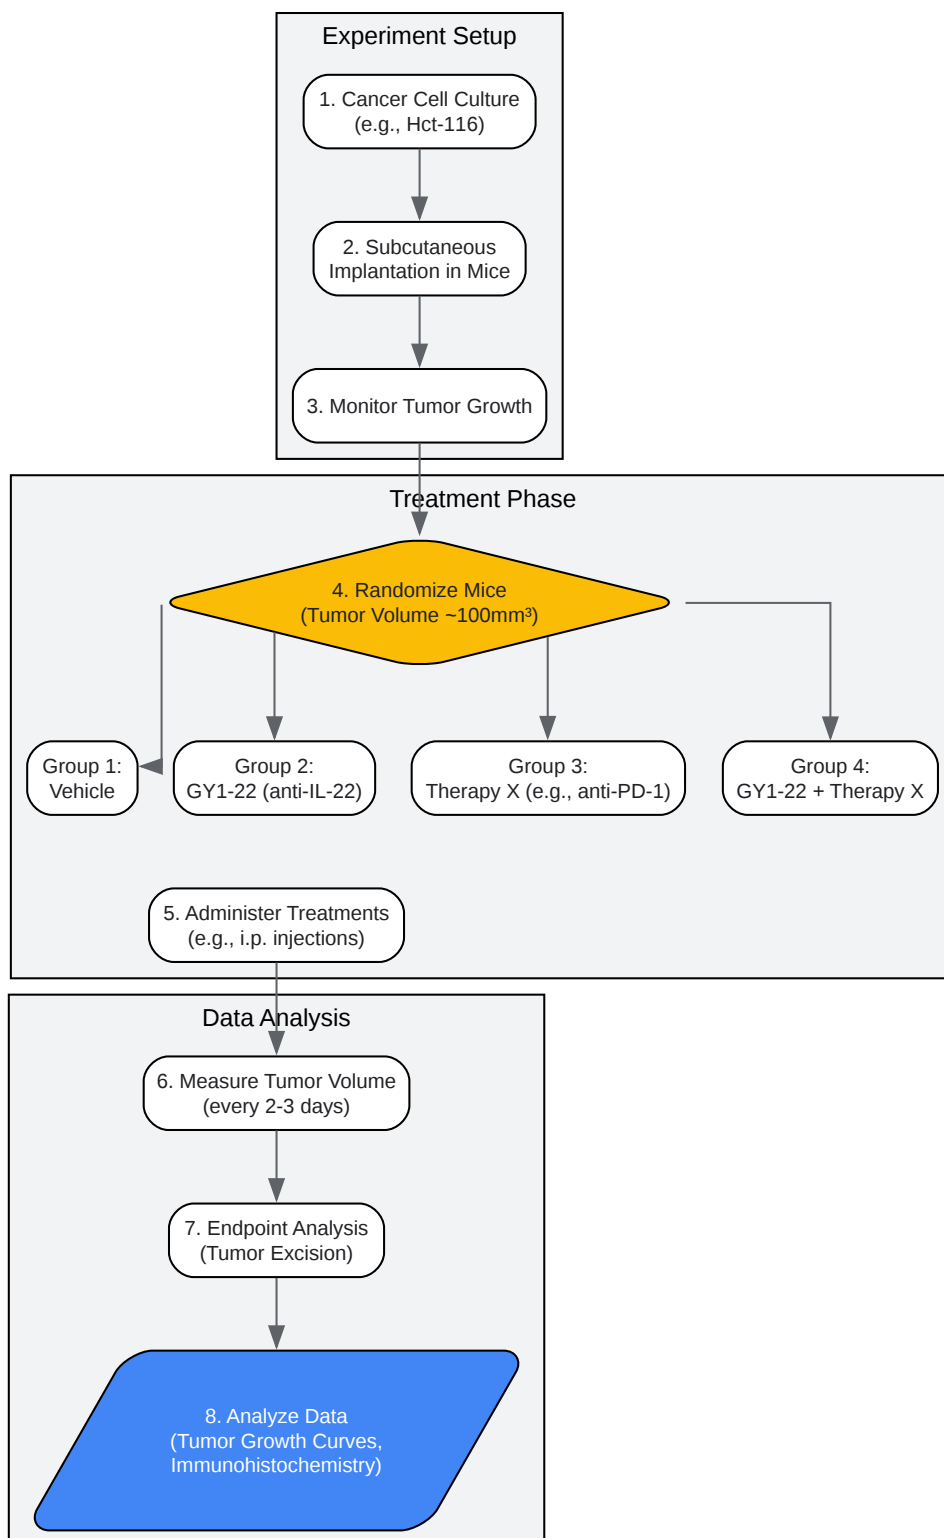 Experiment Setup
1. Cancer Cell Culture
(e.g., Hct-116)
2. Subcutaneous
Implantation in Mice
3. Monitor Tumor Growth
Treatment Phase
4. Randomize Mice
(Tumor Volume ~100mm³)
Group 1:
Vehicle
Group 2:
GY1-22 (anti-IL-22)
Group 3:
Therapy X (e.g., anti-PD-1)
Group 4:
GY1-22 + Therapy X
5. Administer Treatments
(e.g., i.p. injections)
Data Analysis
6. Measure Tumor Volume
(every 2-3 days)
7. Endpoint Analysis
(Tumor Excision)
8. Analyze Data
(Tumor Growth Curves,
Immunohistochemistry)